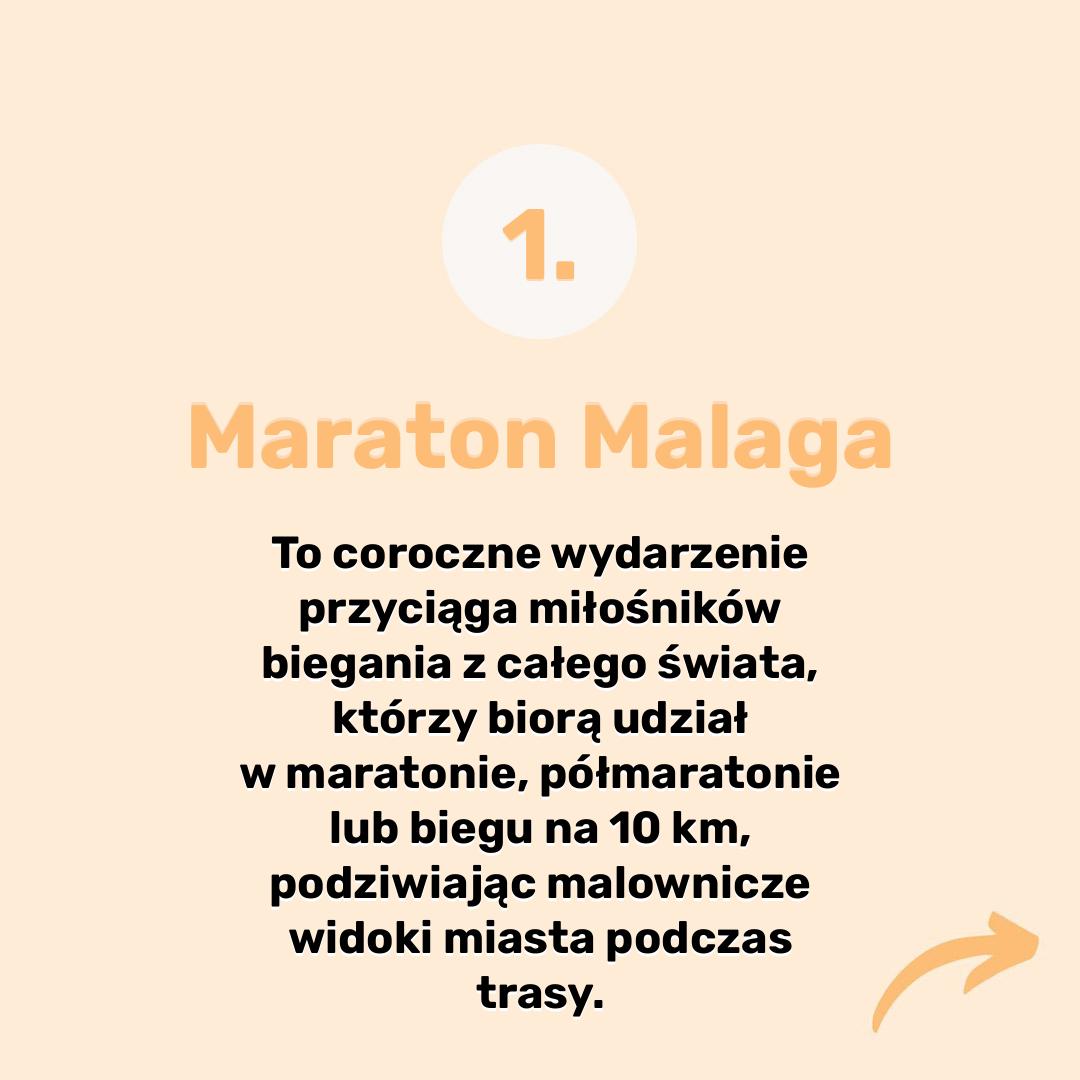 1.
Maraton Malaga
To coroczne wydarzenie
przyciąga miłośników
biegania z całego świata,
którzy biorą udział
w maratonie, półmaratonie
lub biegu na 10 km,
podziwiając malownicze
widoki miasta podczas
trasy.